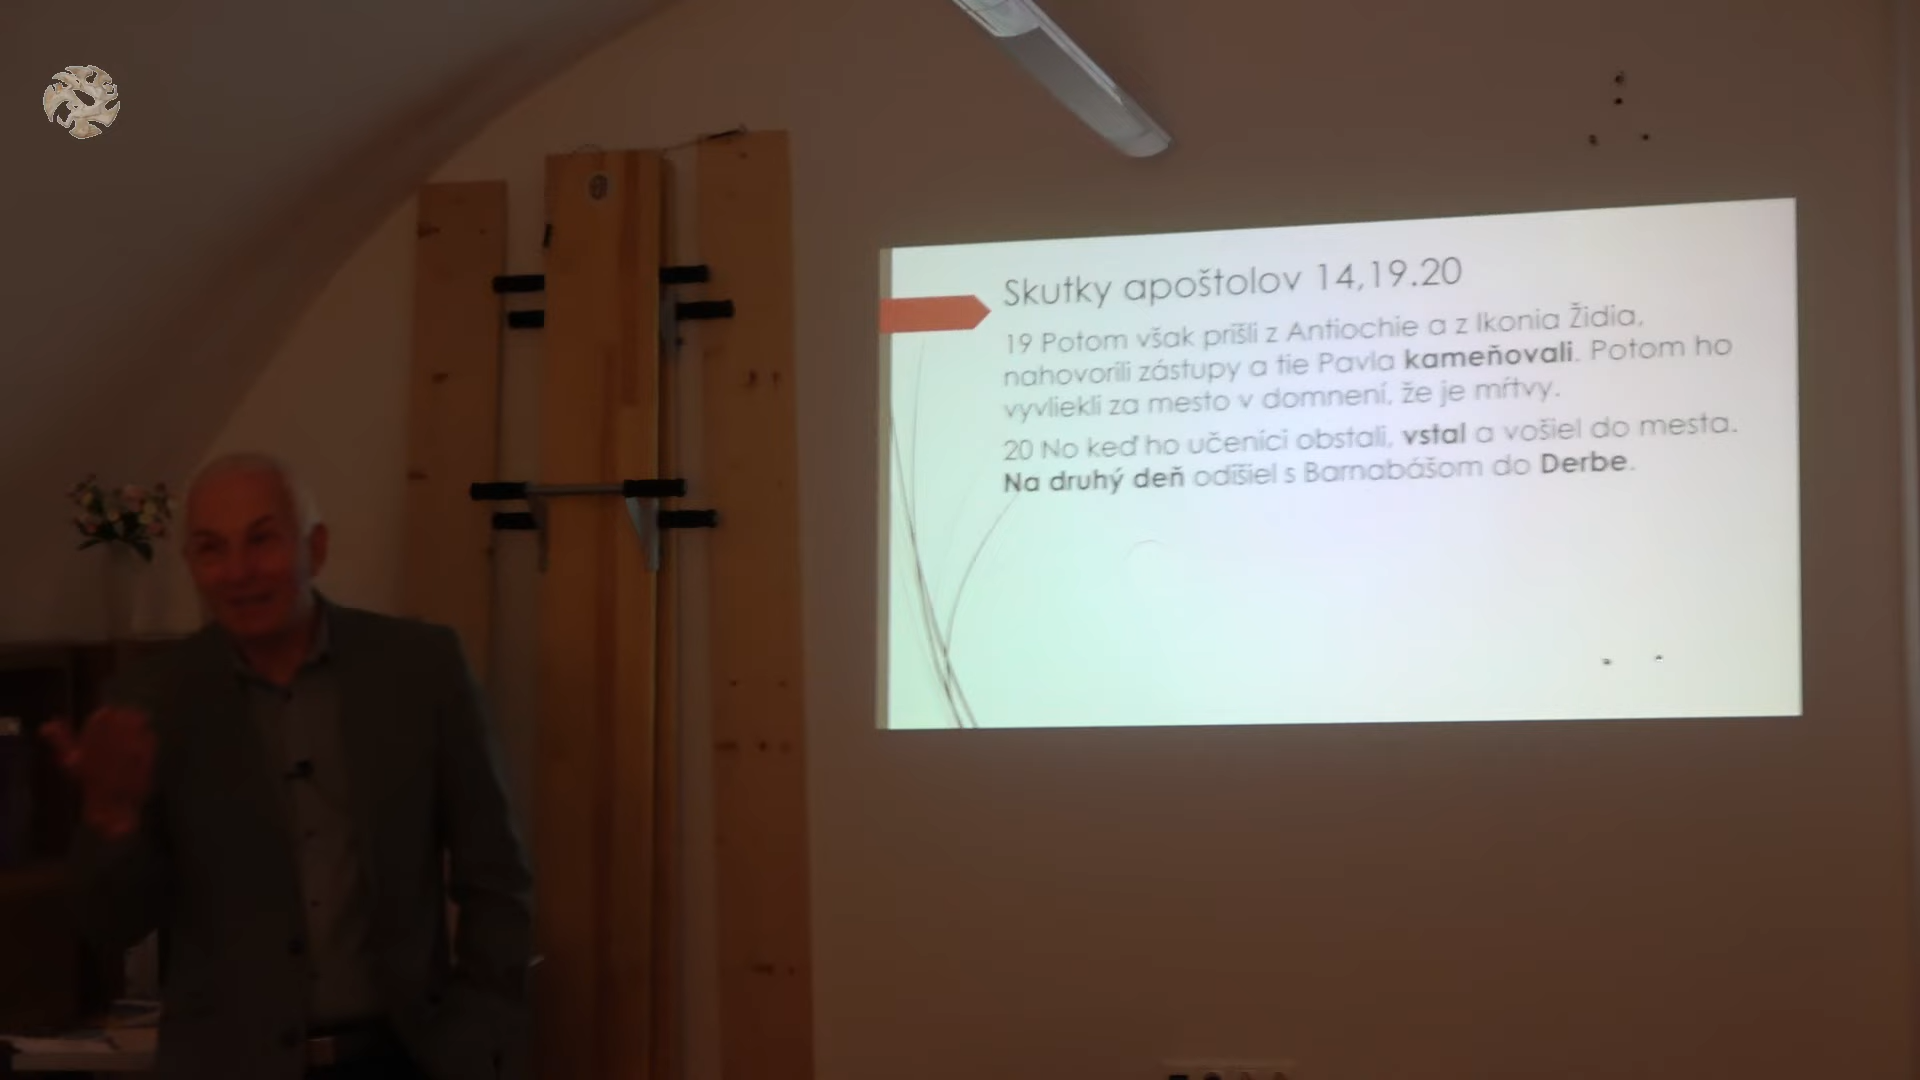 Skutky apoštolov 14,19.20
19 Potom však prišli z Antiochie a z Ikonia Židia,
nahovorili zástupy a tie Pavla kameňovali. Potom ho
vyvliekli za mesto v domnení, že je mŕtvy.
20 No keď ho učeníci obstali, vstal a vošiel do mesta.
Na druhý deň odišiel s Barnabášom do Derbe.